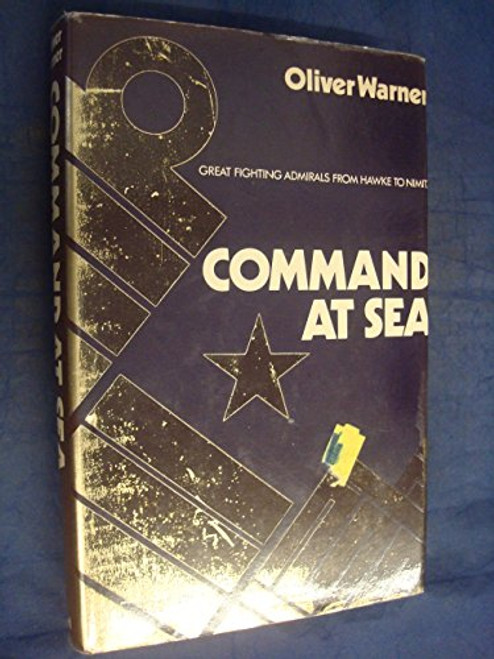 Oliver Warner
GREAT FIGHTING ADMIRALS FROM HAWKE TO NIMIT
COMMAND
AT SEA
COMMAND AT SEA